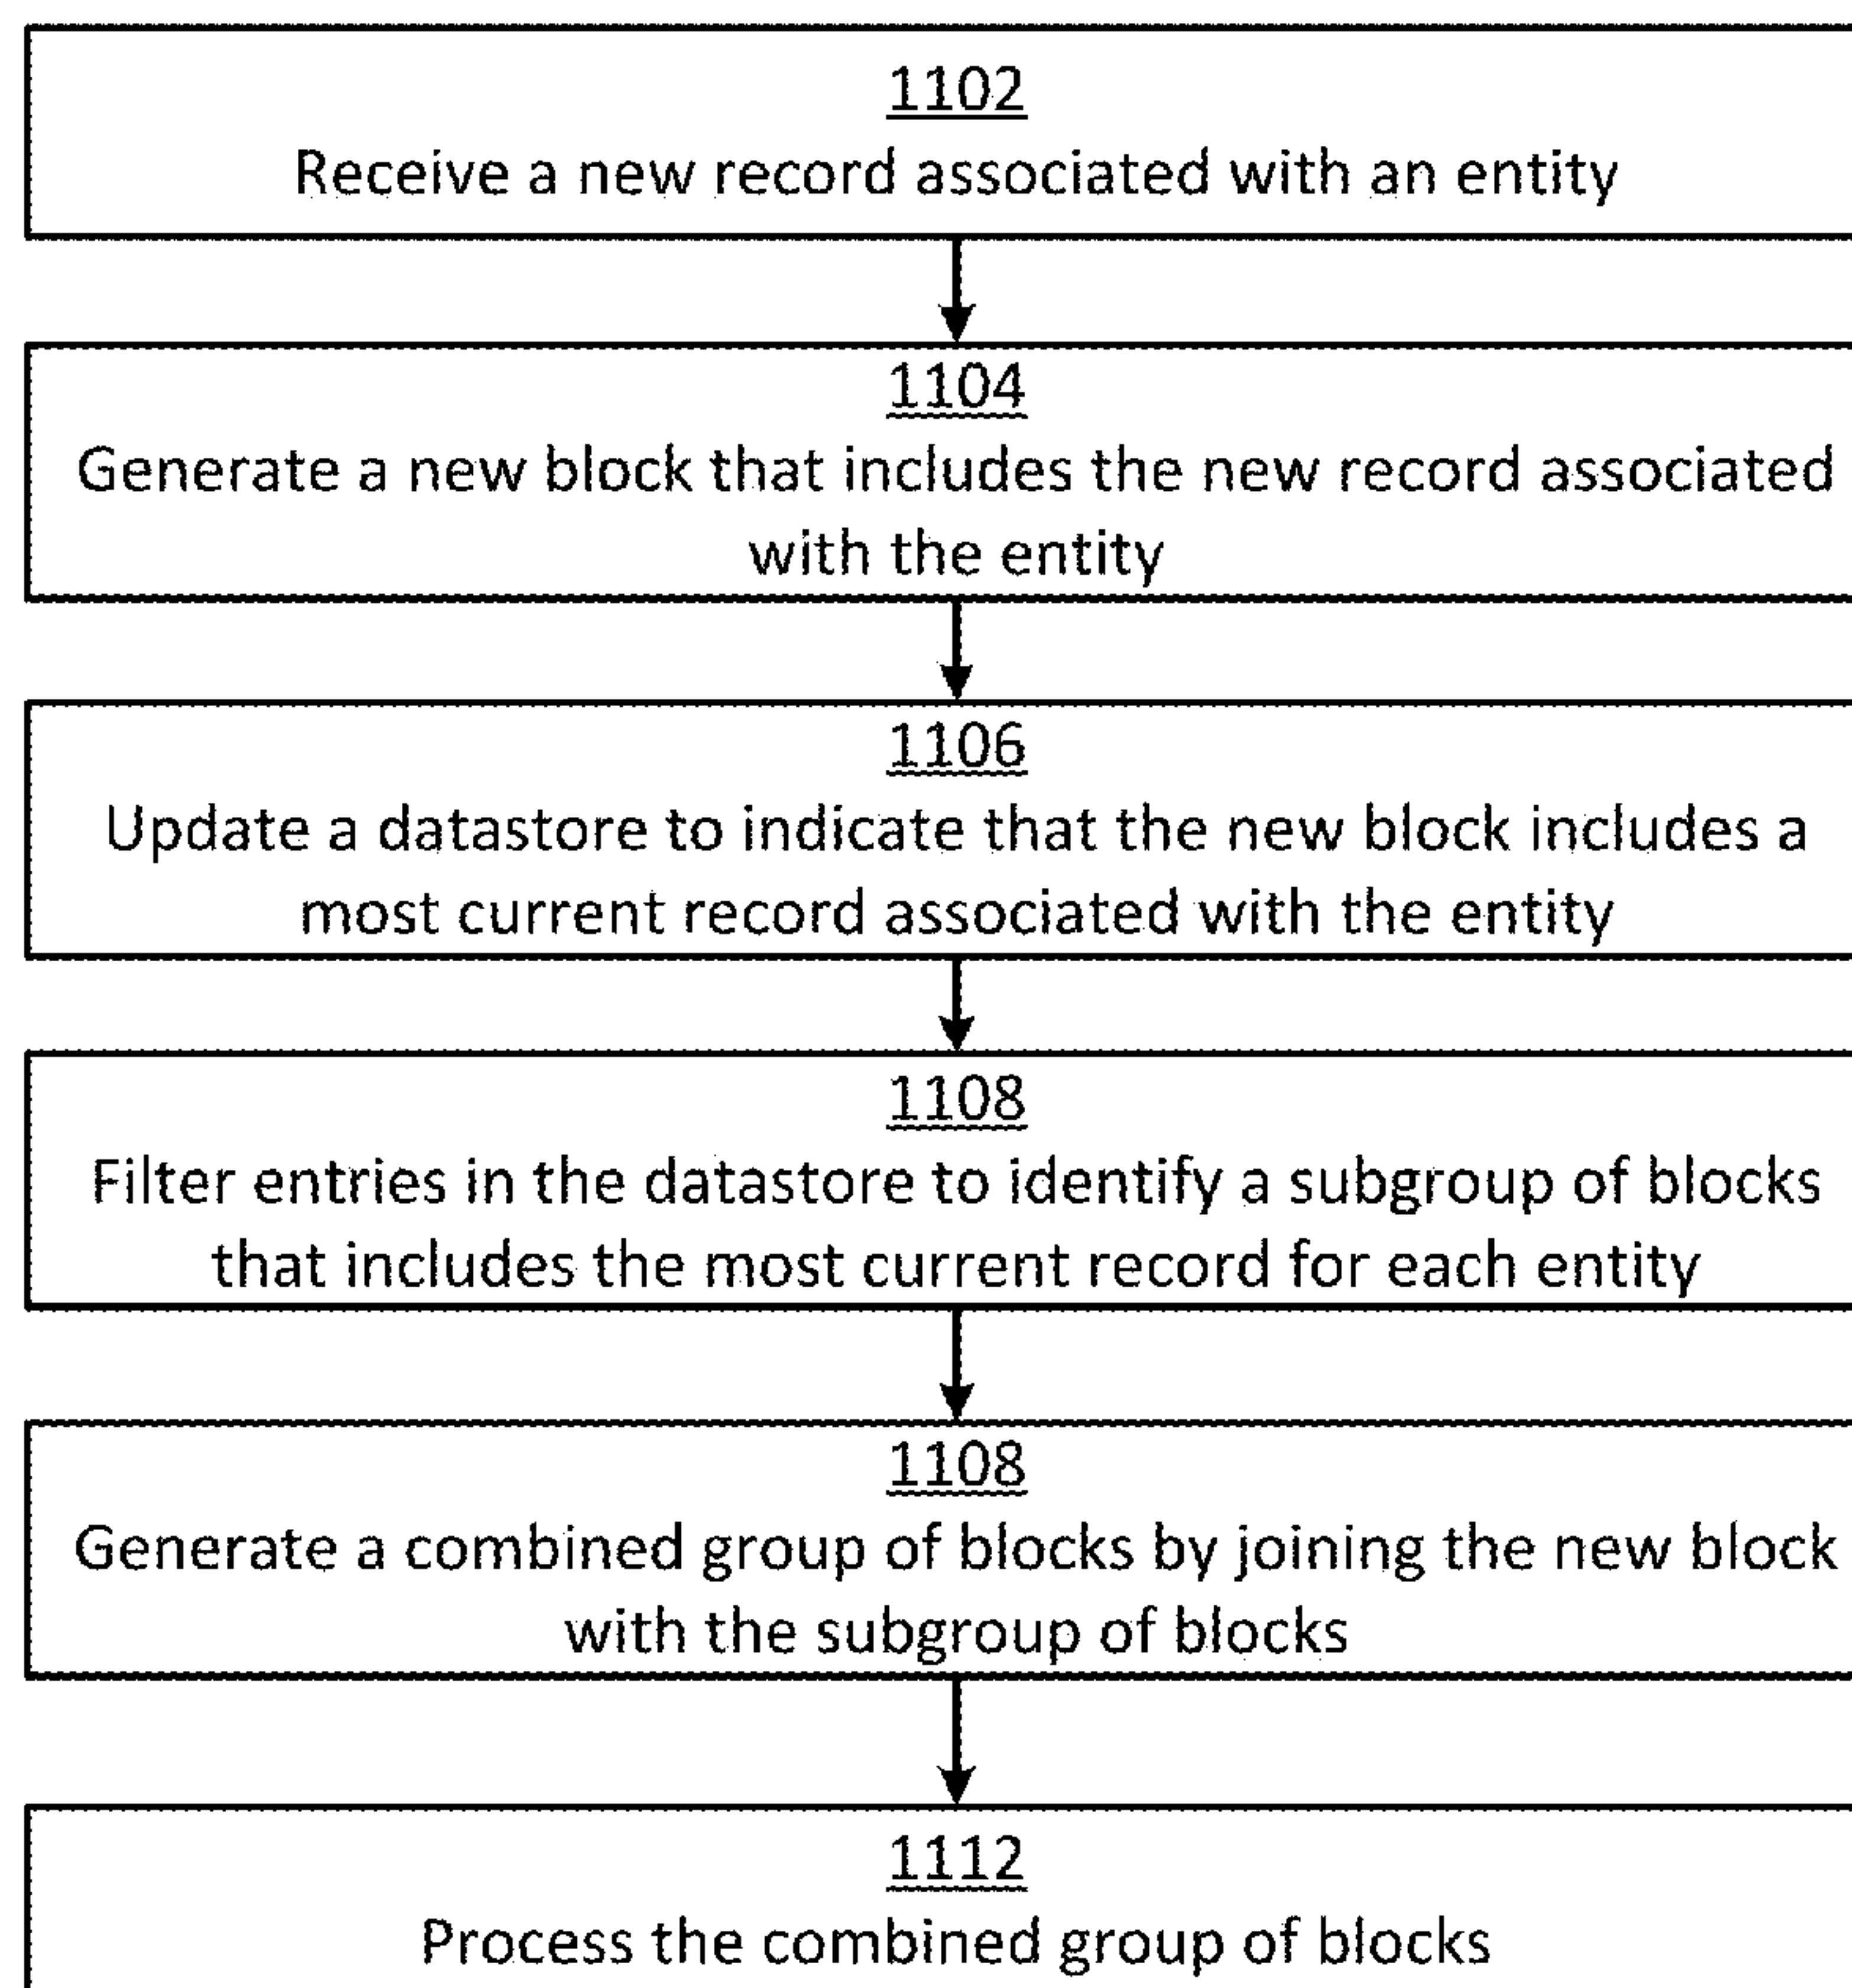 1102
Receive a new record associated with an entity
1104
Generate a new block that includes the new record associated
with the entity
1106
Update a datastore to indicate that the new block includes a
most current record associated with the entity
1108
Filter entries in the datastore to identify a subgroup of blocks
that includes the most current record for each entity
1108
Generate a combined group of blocks by joining the new block
with the subgroup of blocks
1112
Process the combined group of blocks